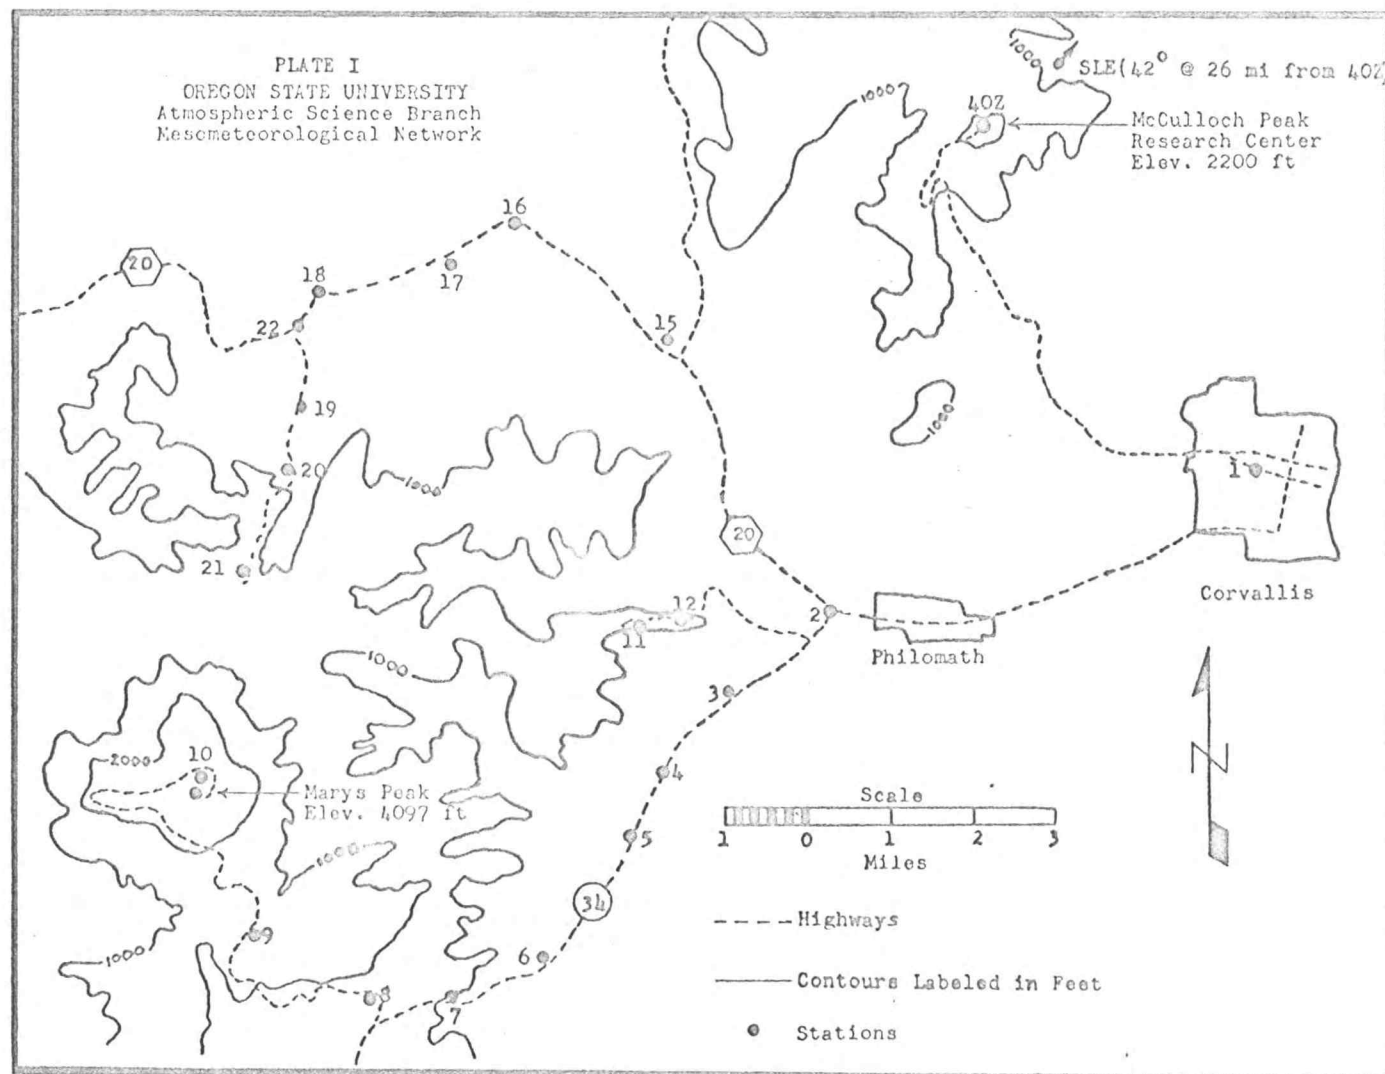 PLATE I
OREGON STATE UNIVERSITY
Atmospheric Science Branch
Mesometeorological Network
1000
SLE(42° @ 26 mi from 40Z)
1000
40Z
McCulloch Peak
Research Center
Elev. 2200 ft
16
20
18
17
22
15
19
1000
20
1000
1
20
21
Corvallis
12
2
11
Philomath
1000
3
10
2000
4
Marys Peak
Elev. 4097 ft
Scale
5
1 0 1 2 3
Miles
1000
34
Highways
9
6
1000
Contours Labeled in Feet
8
7
Stations
N